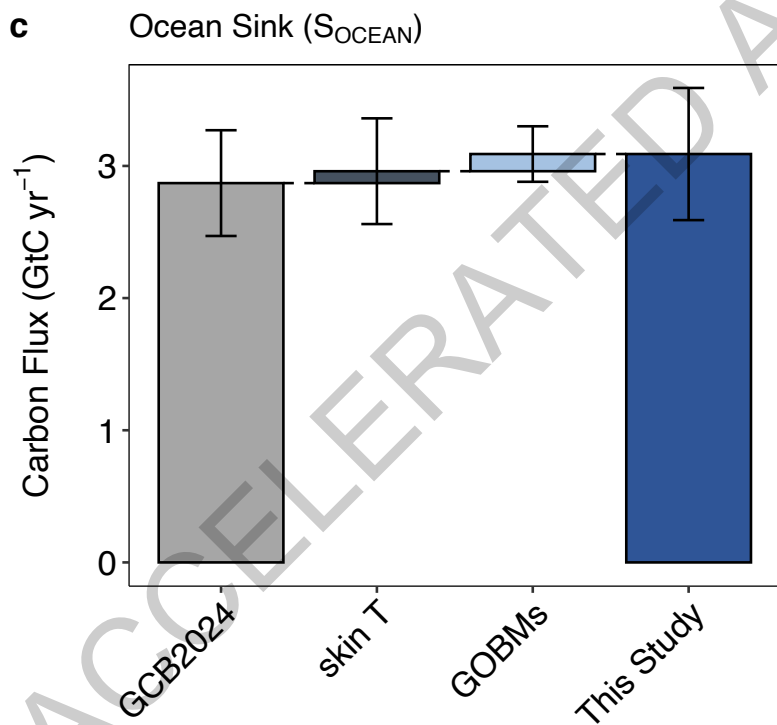 c Ocean Sink (SOCEAN)
Carbon Flux (GtC yr−1)
3
2
1
0
GCB2024
skin T
GOBMs
This Study
ACCELERATED A